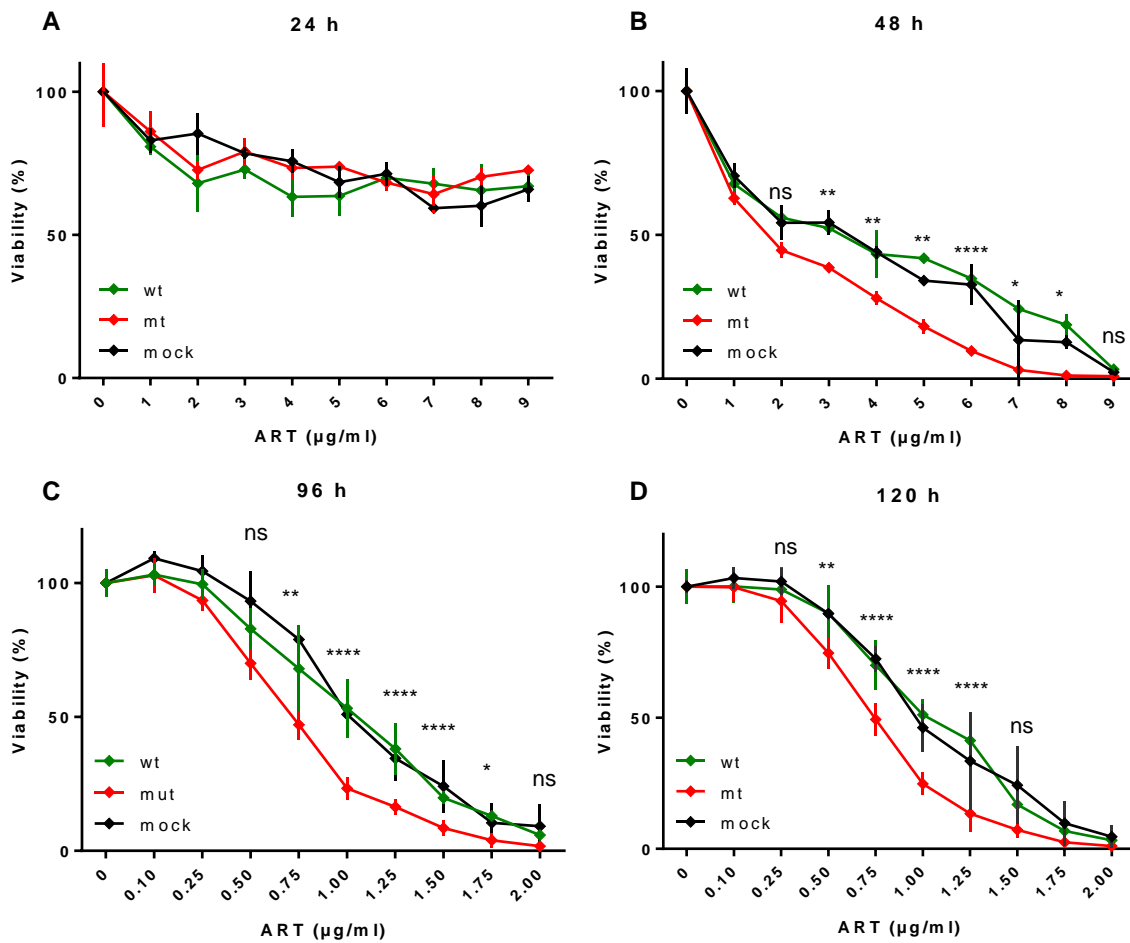 A
24 h
100
50
0
Viability (%)
wt
mt
mock
0 1 2 3 4 5 6 7 8 9
ART (µg/ml)
B
48 h
100
50
0
Viability (%)
ns ** ** ** **** * * ns
wt
mt
mock
0 1 2 3 4 5 6 7 8 9
ART (µg/ml)
C
96 h
100
50
0
Viability (%)
ns ** **** **** **** * ns
wt
mut
mock
0 0.10 0.25 0.50 0.75 1.00 1.25 1.50 1.75 2.00
ART (µg/ml)
D
120 h
100
50
0
Viability (%)
ns ** **** **** **** ns
wt
mt
mock
0 0.10 0.25 0.50 0.75 1.00 1.25 1.50 1.75 2.00
ART (µg/ml)